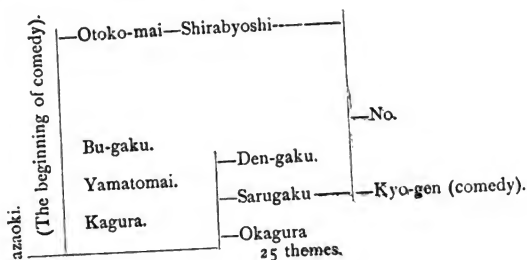 azaoki.
(The beginning of comedy).
Otoko-mai—Shirabyoshi
No.
Bu-gaku.
Den-gaku.
Yamatomai.
Sarugaku
Kyo-gen (comedy).
Kagura.
Okagura
25 themes.